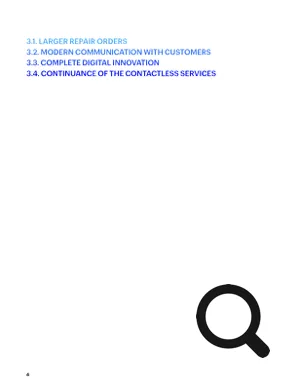 3.1. LARGER REPAIR ORDERS
3.2. MODERN COMMUNICATION WITH CUSTOMERS
3.3. COMPLETE DIGITAL INNOVATION
3.4. CONTINUANCE OF THE CONTACTLESS SERVICES